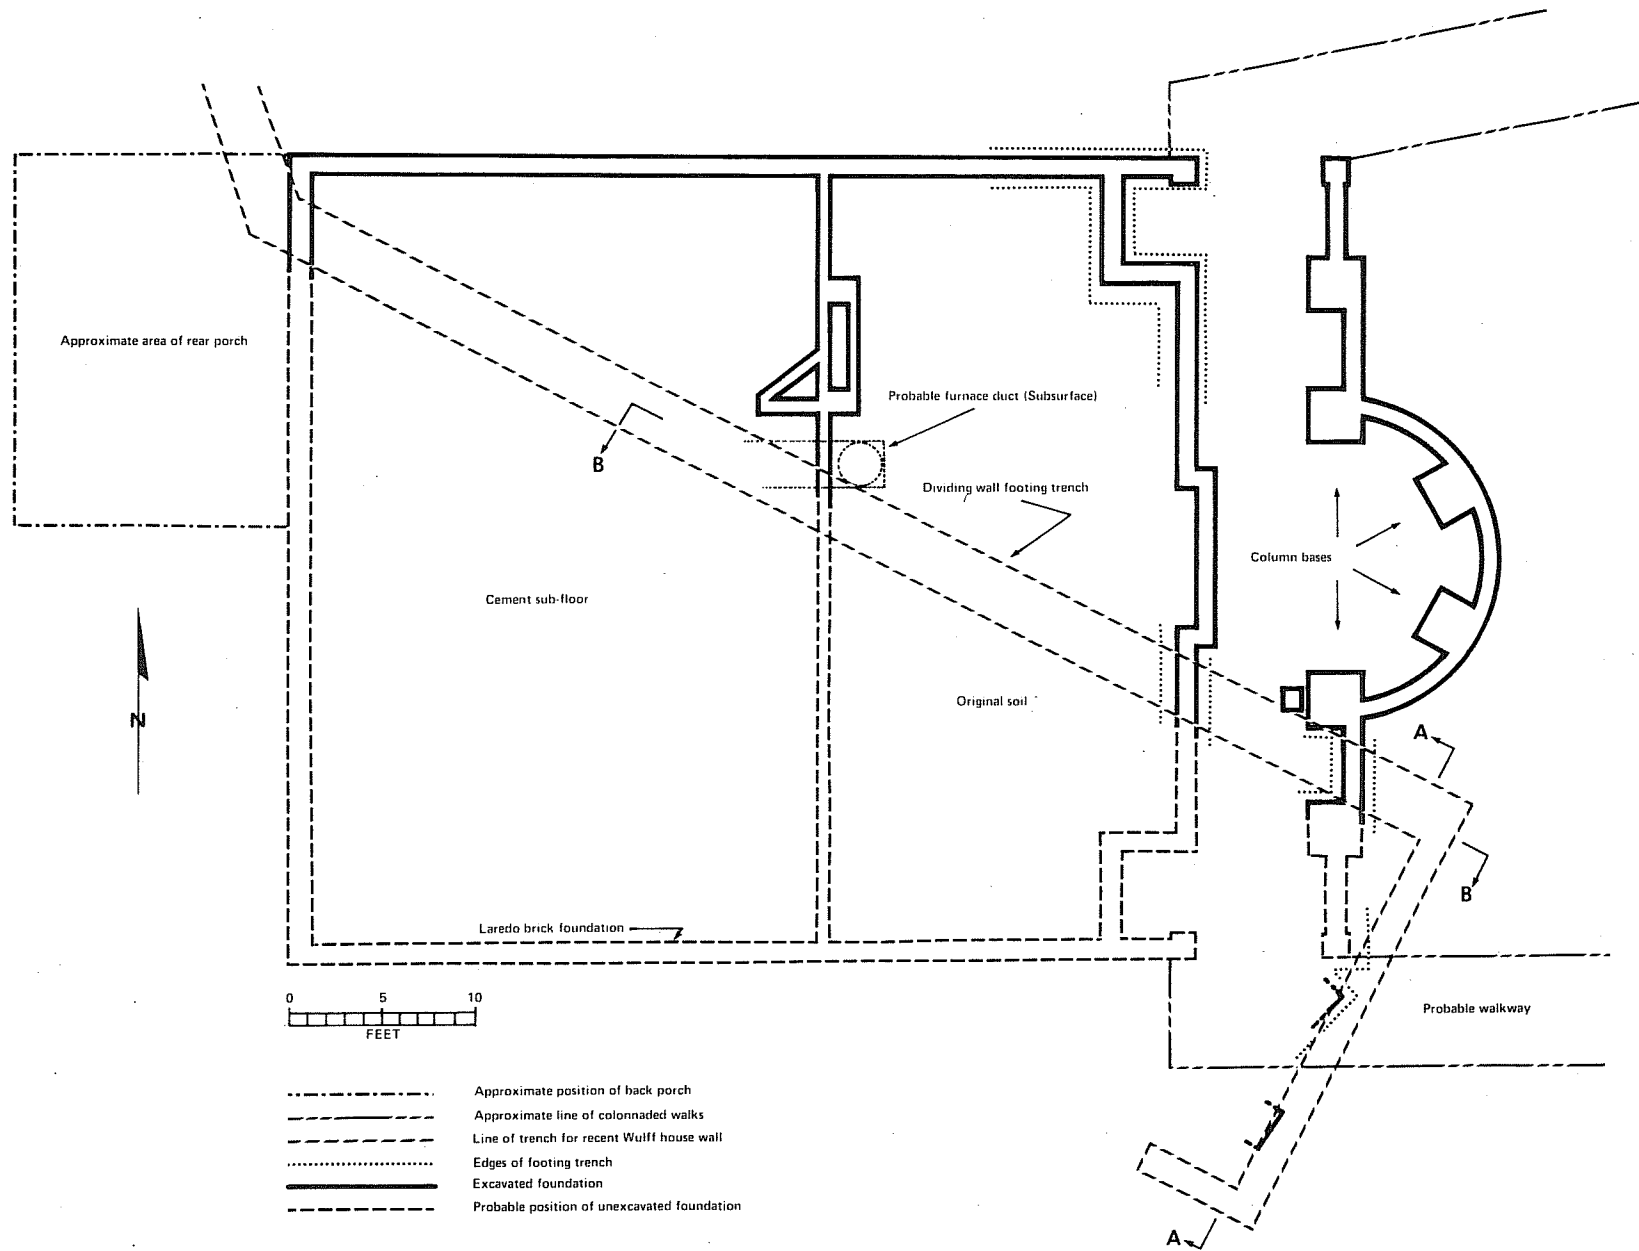 Approximate area of rear porch
Probable furnace duct (Subsurface)
B
Dividing wall footing trench
Column bases
Cement sub-floor
Original soil
N
A
B
Laredo brick foundation
0 5 10
FEET
Probable walkway
Approximate position of back porch
Approximate line of colonnaded walks
Line of trench for recent Wulff house wall
Edges of footing trench
Excavated foundation
Probable position of unexcavated foundation
A